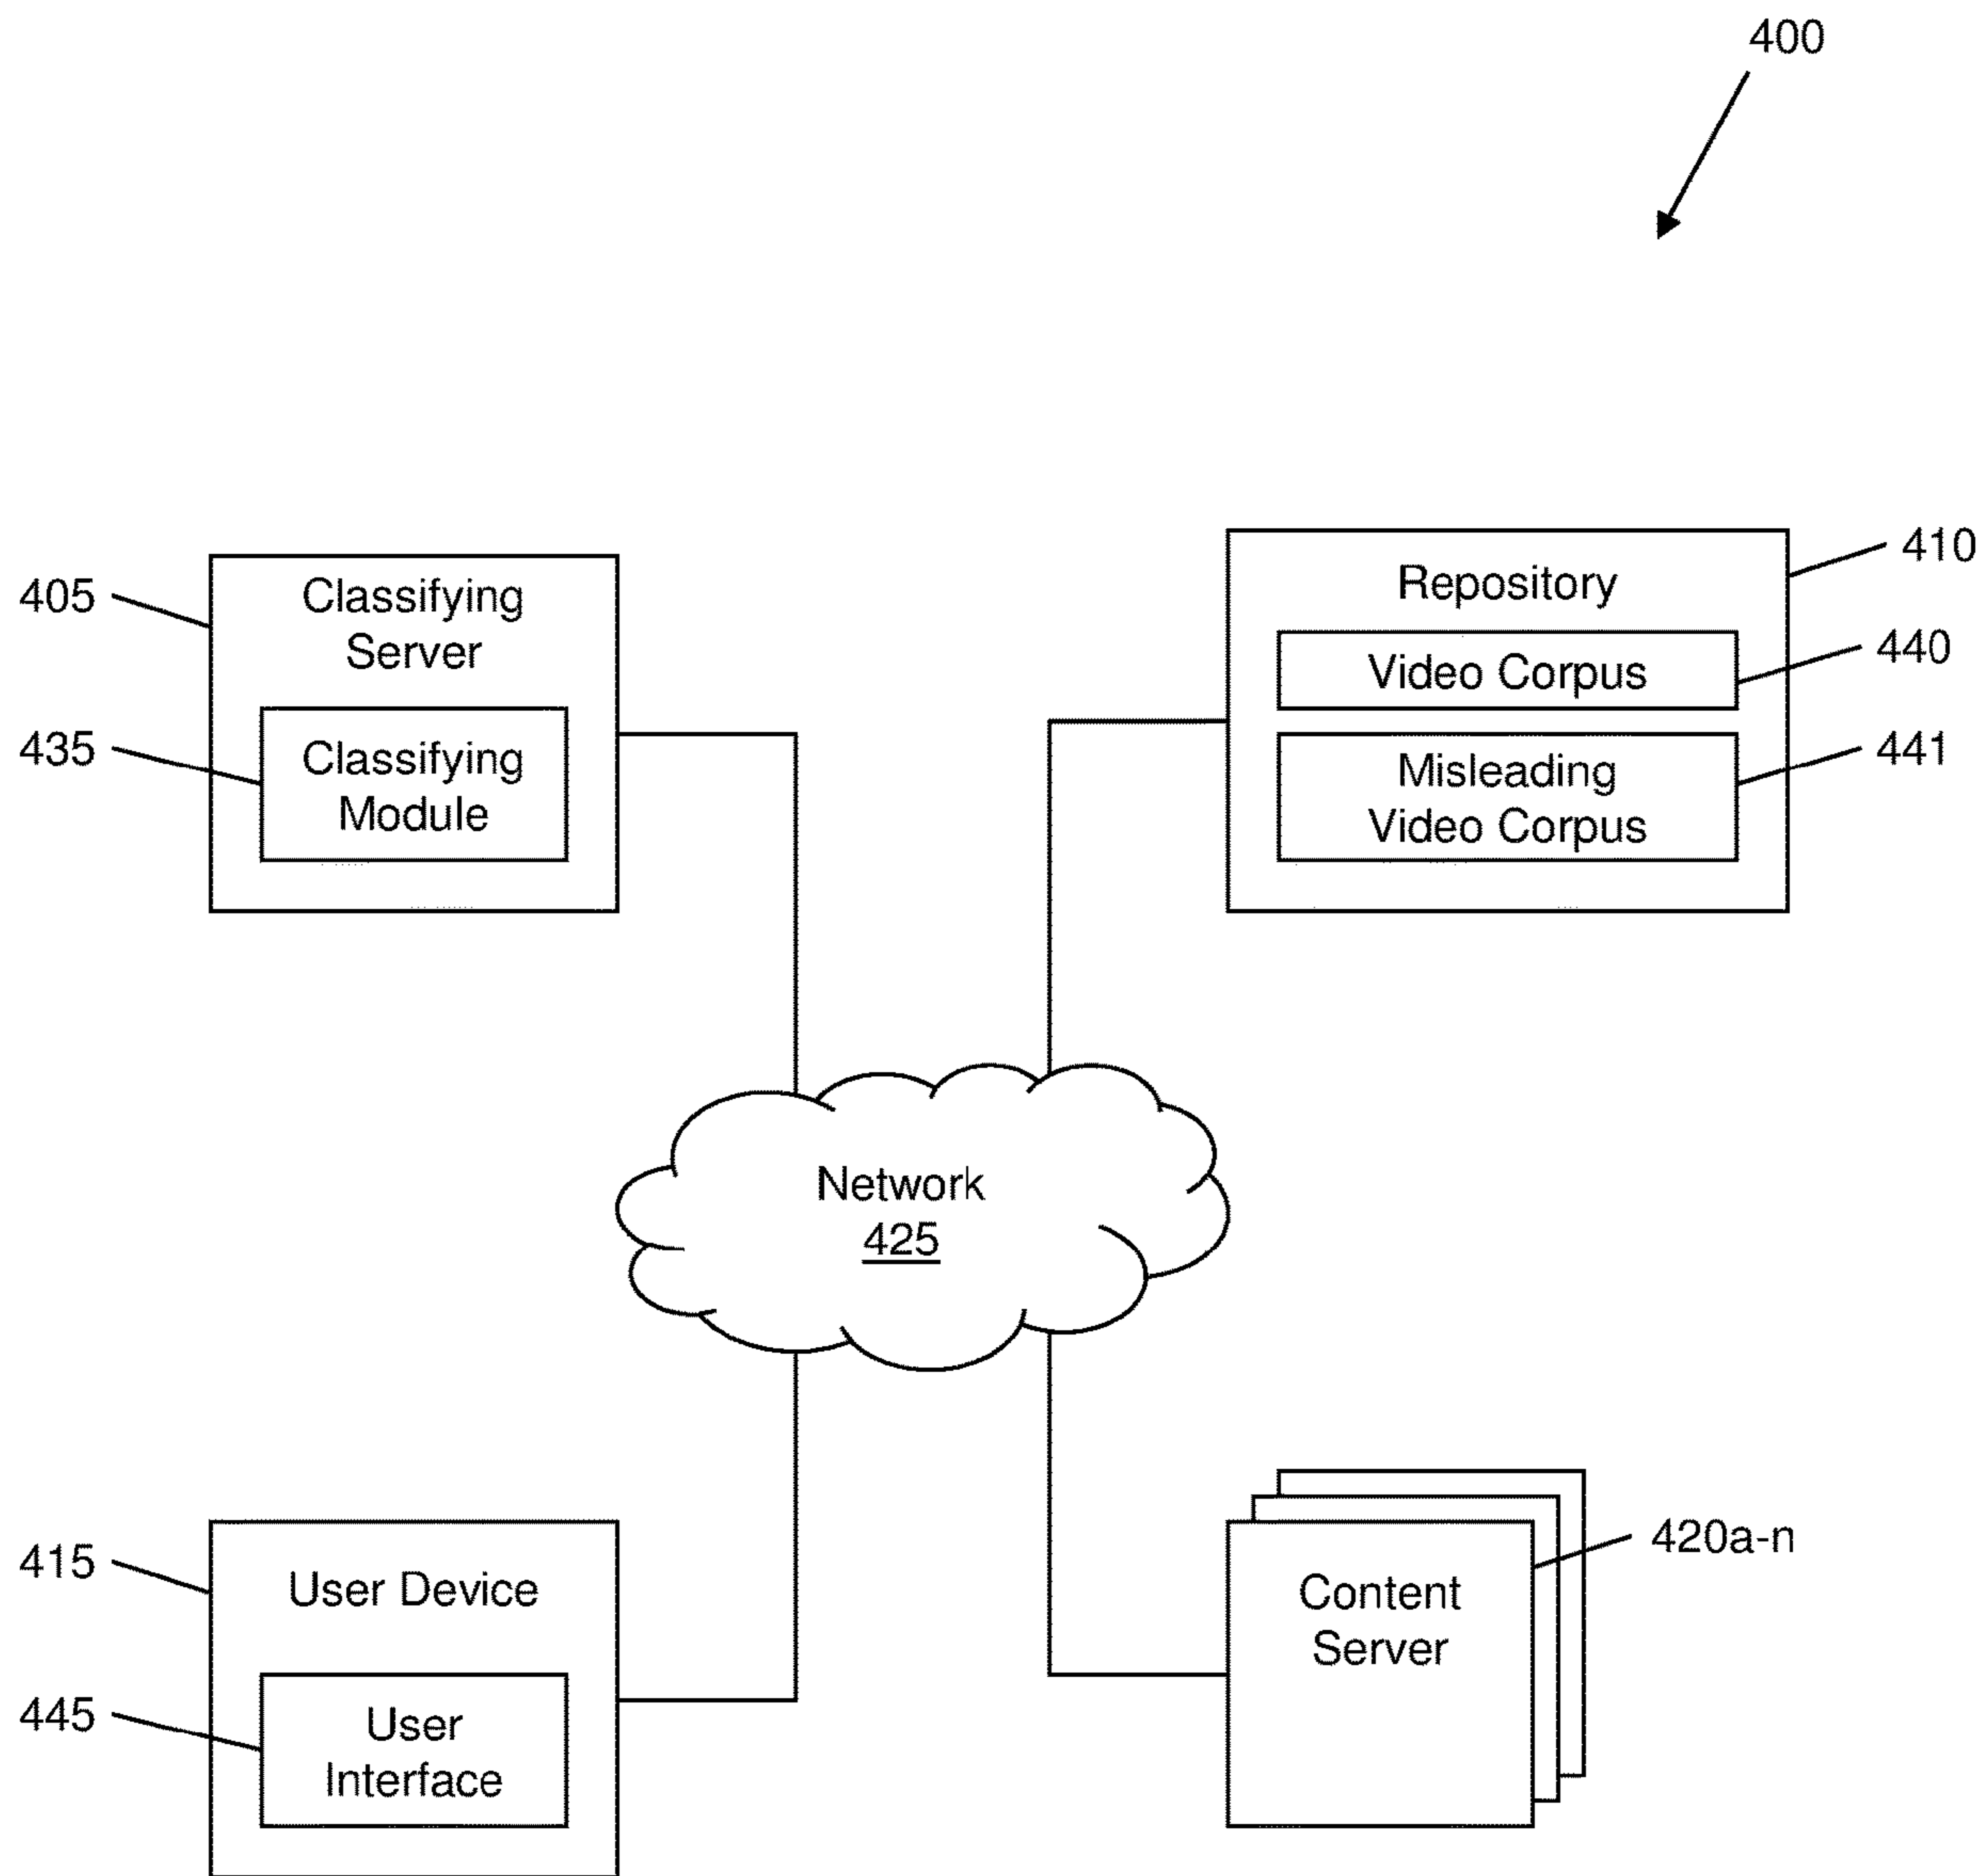 400
405
Classifying
Server
435
Classifying
Module
410
Repository
440
Video Corpus
441
Misleading
Video Corpus
Network
425
415
User Device
445
User
Interface
420a-n
Content
Server